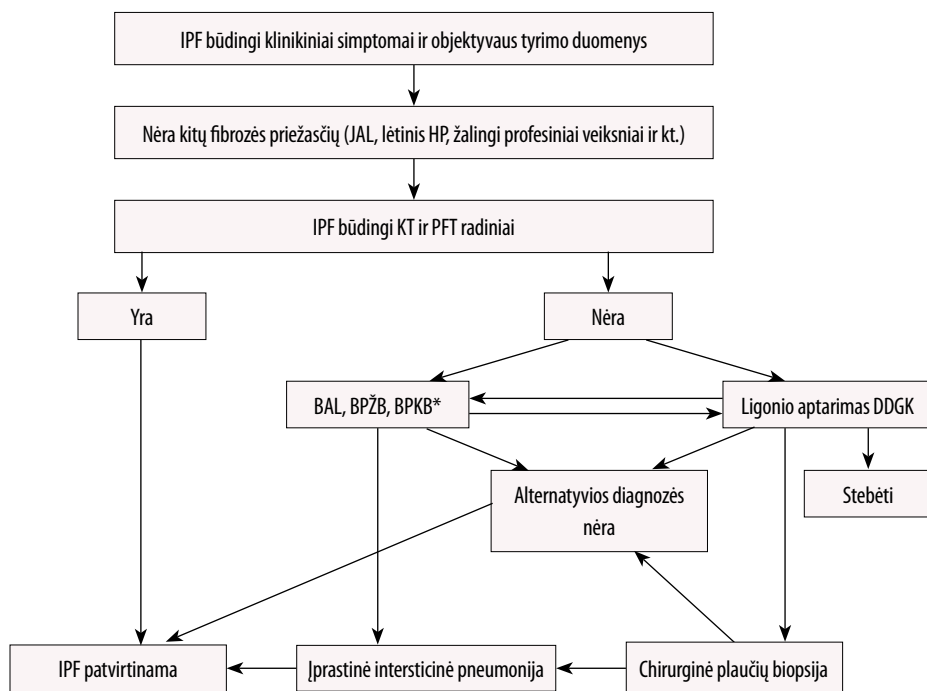 IPF būdingi klinikiniai simptomai ir objektyvaus tyrimo duomenys
Nėra kitų fibrozės priežasčių (JAL, lėtinis HP, žalingi profesiniai veiksniai ir kt.)
IPF būdingi KT ir PFT radiniai
Yra
Nėra
BAL, BPŽB, BPKB*
Ligonio aptarimas DDGK
Alternatyvios diagnozės
nėra
Stebėti
IPF patvirtinama
Įprastinė intersticinė pneumonija
Chirurginė plaučių biopsija